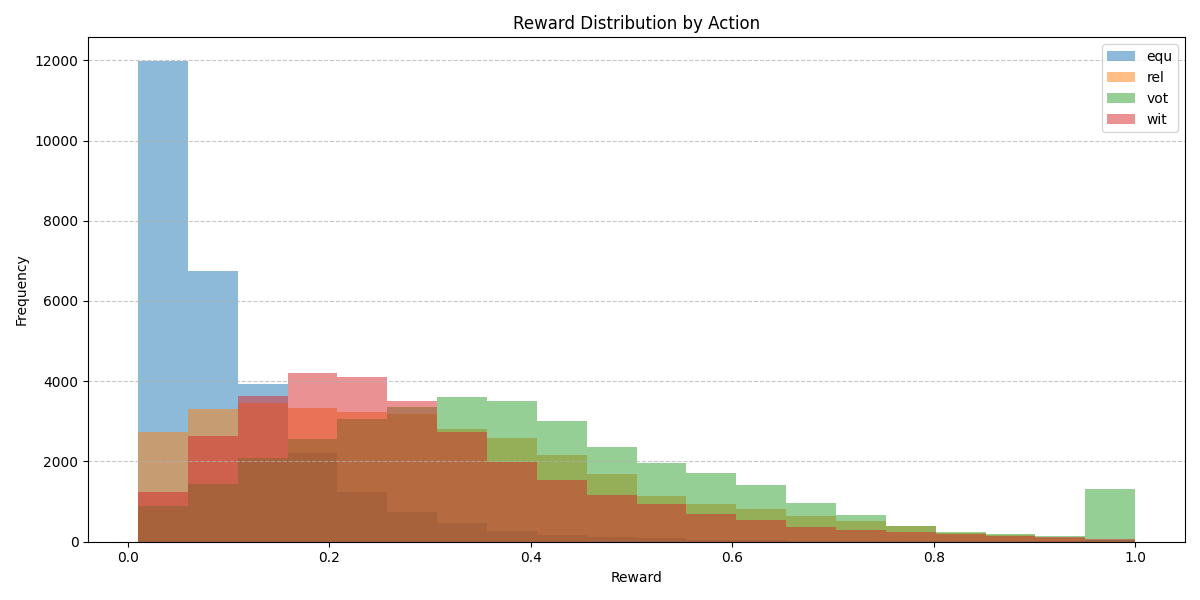 Reward Distribution by Action
equ
rel
vot
wit
12000
10000
8000
6000
4000
2000
0
Frequency
0.0 0.2 0.4 0.6 0.8 1.0
Reward